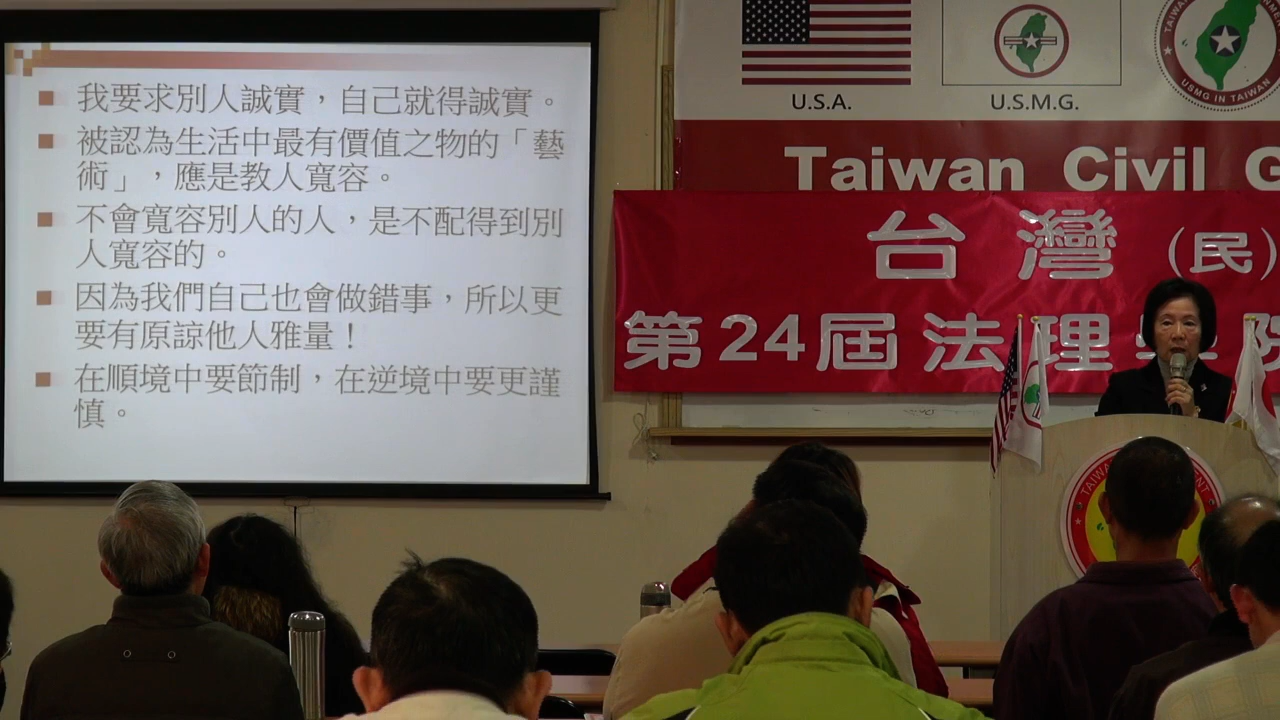 我要求別人誠實，自己就得誠實。
被認為生活中最有價值之物的「藝
術」，應是教人寬容。
不會寬容別人的人，是不配得到別
人寬容的。
因為我們自己也會做錯事，所以更
要有原諒他人雅量！
在順境中要節制，在逆境中要更謹
慎。
U.S.A.
U.S.M.G.
USMG IN TAIWAN
Taiwan Civil G
台灣（民）
第24屆法理學院